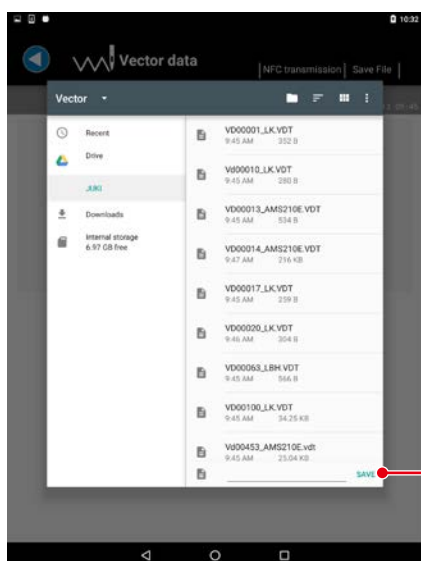 10:32
Vector data
NFC transmission
Save File
Vector
Recent
Drive
JUKI
Downloads
Internal storage
6.97 GB free
VD00001_LK.VDT
9:45 AM 352 B
Vd00010_LK.VDT
9:45 AM 280 B
VD00013_AMS210E.VDT
9:45 AM 534 B
VD00014_AMS210E.VDT
9:47 AM 216 KB
VD00017_LK.VDT
9:45 AM 259 B
VD00020_LK.VDT
9:46 AM 304 B
VD00063_LBH.VDT
9:45 AM 566 B
VD00100_LK.VDT
9:45 AM 34.25 KB
Vd00453_AMS210E.vdt
9:45 AM 25.04 KB
SAVE